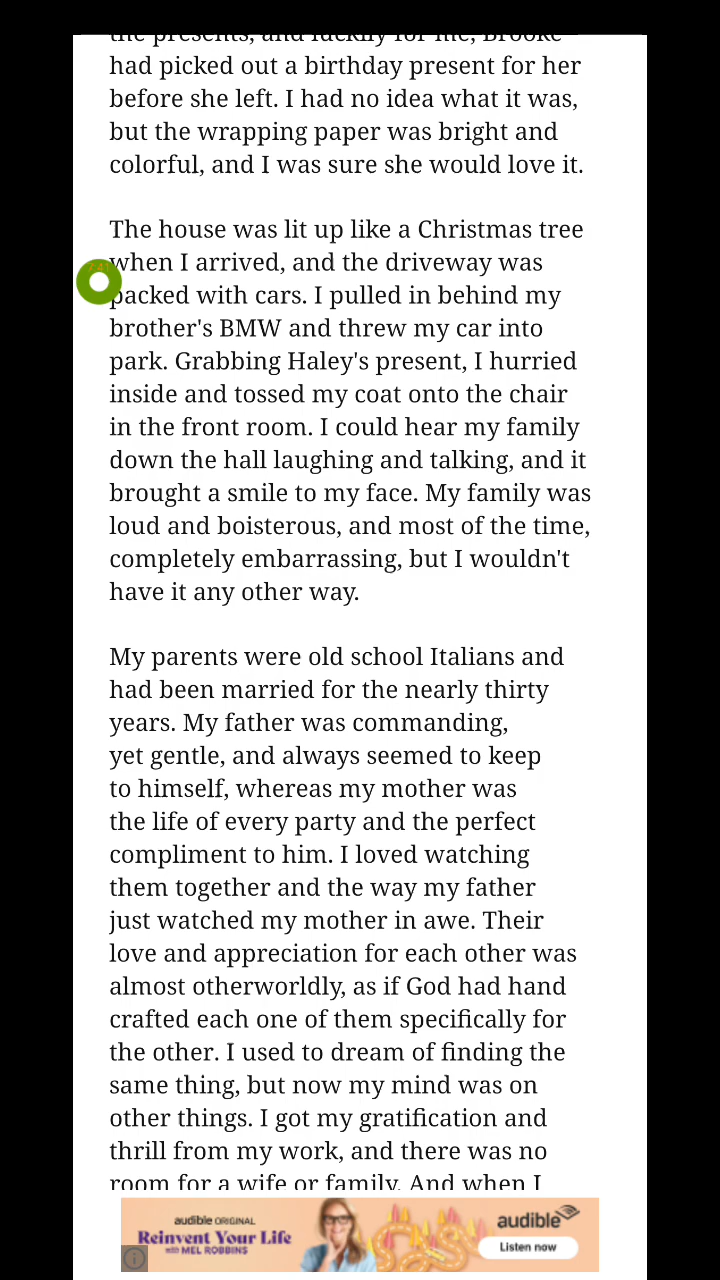 the presents, and luckily for me, Brooke
had picked out a birthday present for her
before she left. I had no idea what it was,
but the wrapping paper was bright and
colorful, and I was sure she would love it.
The house was lit up like a Christmas tree
when I arrived, and the driveway was
packed with cars. I pulled in behind my
brother's BMW and threw my car into
park. Grabbing Haley's present, I hurried
inside and tossed my coat onto the chair
in the front room. I could hear my family
down the hall laughing and talking, and it
brought a smile to my face. My family was
loud and boisterous, and most of the time,
completely embarrassing, but I wouldn't
have it any other way.
My parents were old school Italians and
had been married for the nearly thirty
years. My father was commanding,
yet gentle, and always seemed to keep
to himself, whereas my mother was
the life of every party and the perfect
compliment to him. I loved watching
them together and the way my father
just watched my mother in awe. Their
love and appreciation for each other was
almost otherworldly, as if God had hand
crafted each one of them specifically for
the other. I used to dream of finding the
same thing, but now my mind was on
other things. I got my gratification and
thrill from my work, and there was no
room for a wife or family. And when I
audible ORIGINAL
Reinvent Your Life
with MEL ROBBINS
audible
Listen now